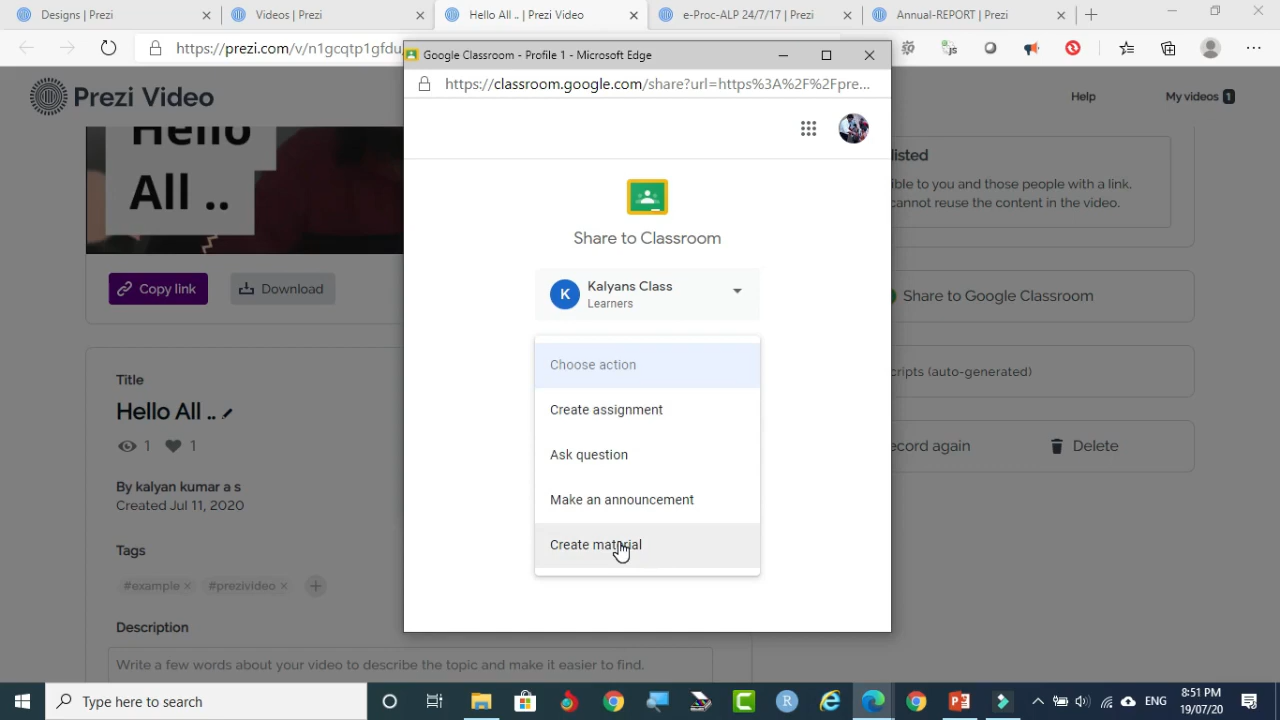 Designs | Prezi
Videos | Prezi
Hello All .. | Prezi Video
e-Proc-ALP 24/7/17 | Prezi
Annual-REPORT | Prezi
https://prezi.com/v/n1gcqtp1gfdu
Google Classroom - Profile 1 - Microsoft Edge
https://classroom.google.com/share?url=https%3A%2F%2Fpre...
Prezi Video
Help
My videos 1
Hello
All ..
Copy link
Download
Title
Hello All ..
1
1
By kalyan kumar a s
Created Jul 11, 2020
Tags
#example ×
#prezivideo ×
Description
Write a few words about your video to describe the topic and make it easier to find.
Share to Classroom
K
Kalyans Class
Learners
Choose action
Create assignment
Ask question
Make an announcement
Create material
listed
ible to you and those people with a link.
cannot reuse the content in the video.
Share to Google Classroom
cripts (auto-generated)
ecord again
Delete
Type here to search
ENG
8:51 PM
19/07/20